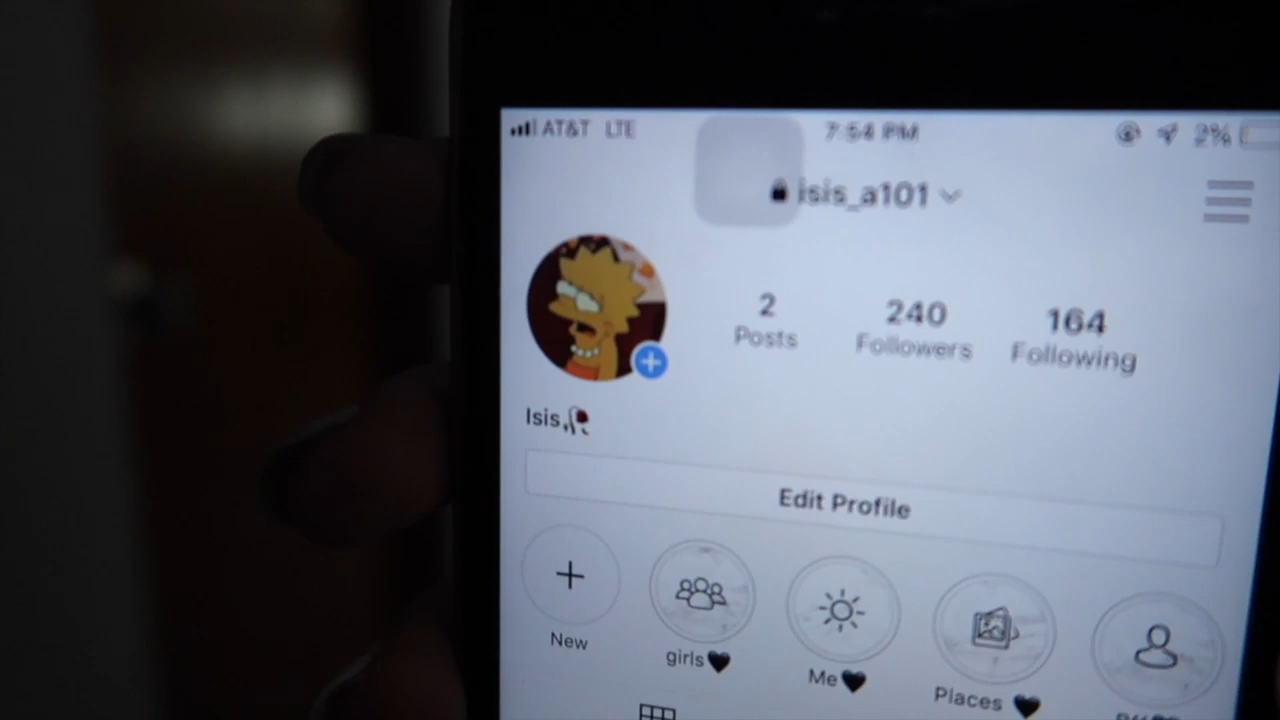 AT&T LTE 7:54 PM 2%
isis_a101
2 240 164
Posts Followers Following
Isis,🥀
Edit Profile
New girls🖤 Me🖤 Places 🖤